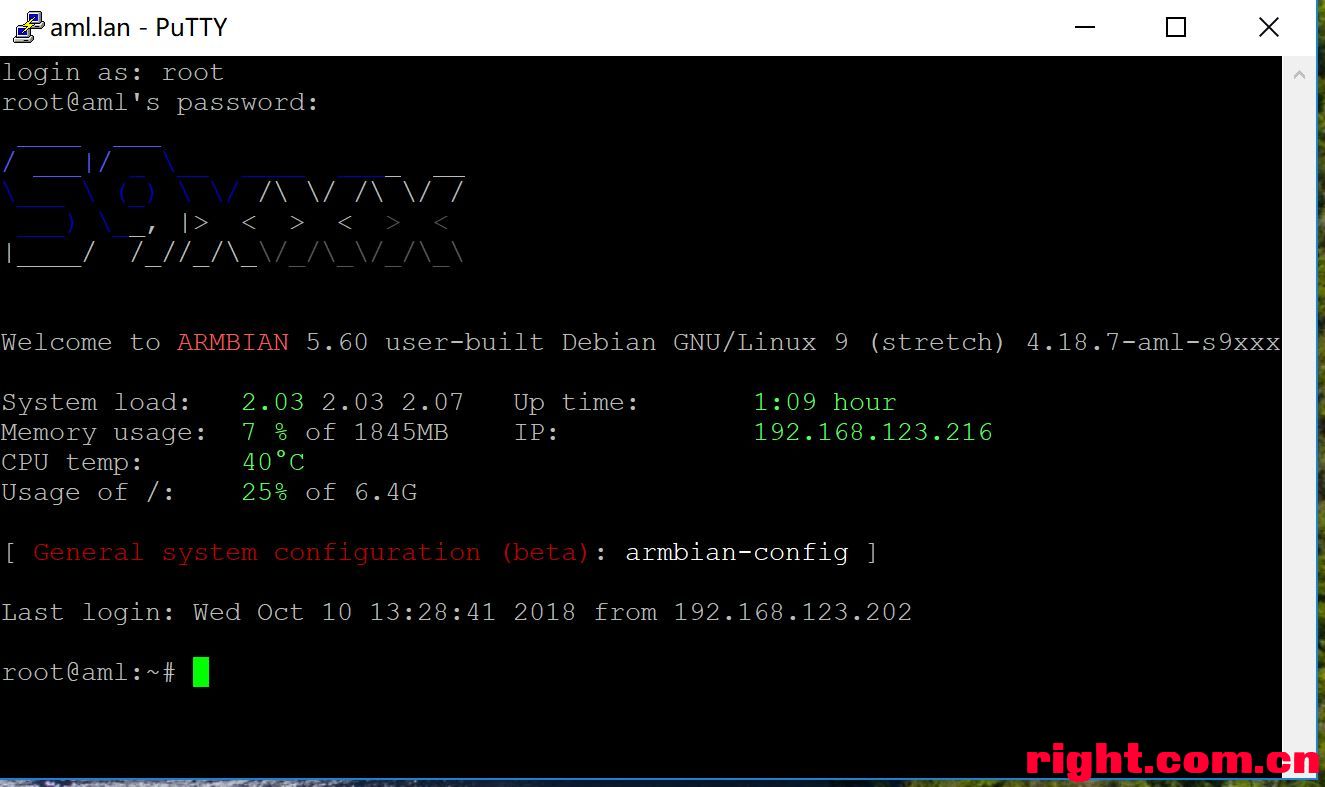 aml.lan - PuTTY
login as: root
root@aml's password:
S9xxx
Welcome to ARMBIAN 5.60 user-built Debian GNU/Linux 9 (stretch) 4.18.7-aml-s9xxx
System load: 2.03 2.03 2.07 Up time: 1:09 hour
Memory usage: 7 % of 1845MB IP: 192.168.123.216
CPU temp: 40°C
Usage of /: 25% of 6.4G
[ General system configuration (beta): armbian-config ]
Last login: Wed Oct 10 13:28:41 2018 from 192.168.123.202
root@aml:~#
right.com.cn